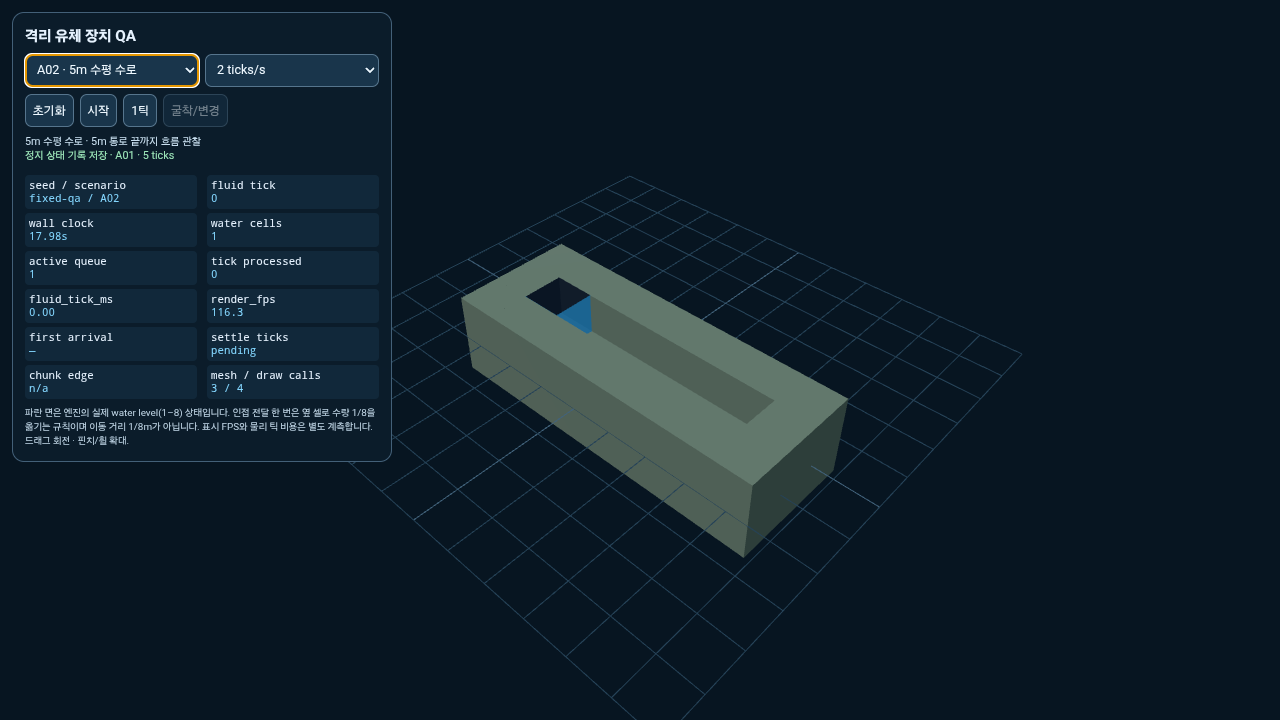 격리 유체 장치 QA
A02 · 5m 수평 수로
2 ticks/s
초기화
시작
1틱
굴착/변경
5m 수평 수로 · 5m 통로 끝까지 흐름 관찰
정지 상태 기록 저장 · A01 · 5 ticks
seed / scenario
fixed-qa / A02
fluid tick
0
wall clock
17.98s
water cells
1
active queue
1
tick processed
0
fluid_tick_ms
0.00
render_fps
116.3
first arrival
—
settle ticks
pending
chunk edge
n/a
mesh / draw calls
3 / 4
파란 면은 엔진의 실제 water level(1~8) 상태입니다. 인접 전달 한 번은 옆 셀로 수량 1/8을
옮기는 규칙이며 이동 거리 1/8m가 아닙니다. 표시 FPS와 물리 틱 비용은 별도 계측합니다.
드래그 회전 · 핀치/휠 확대.